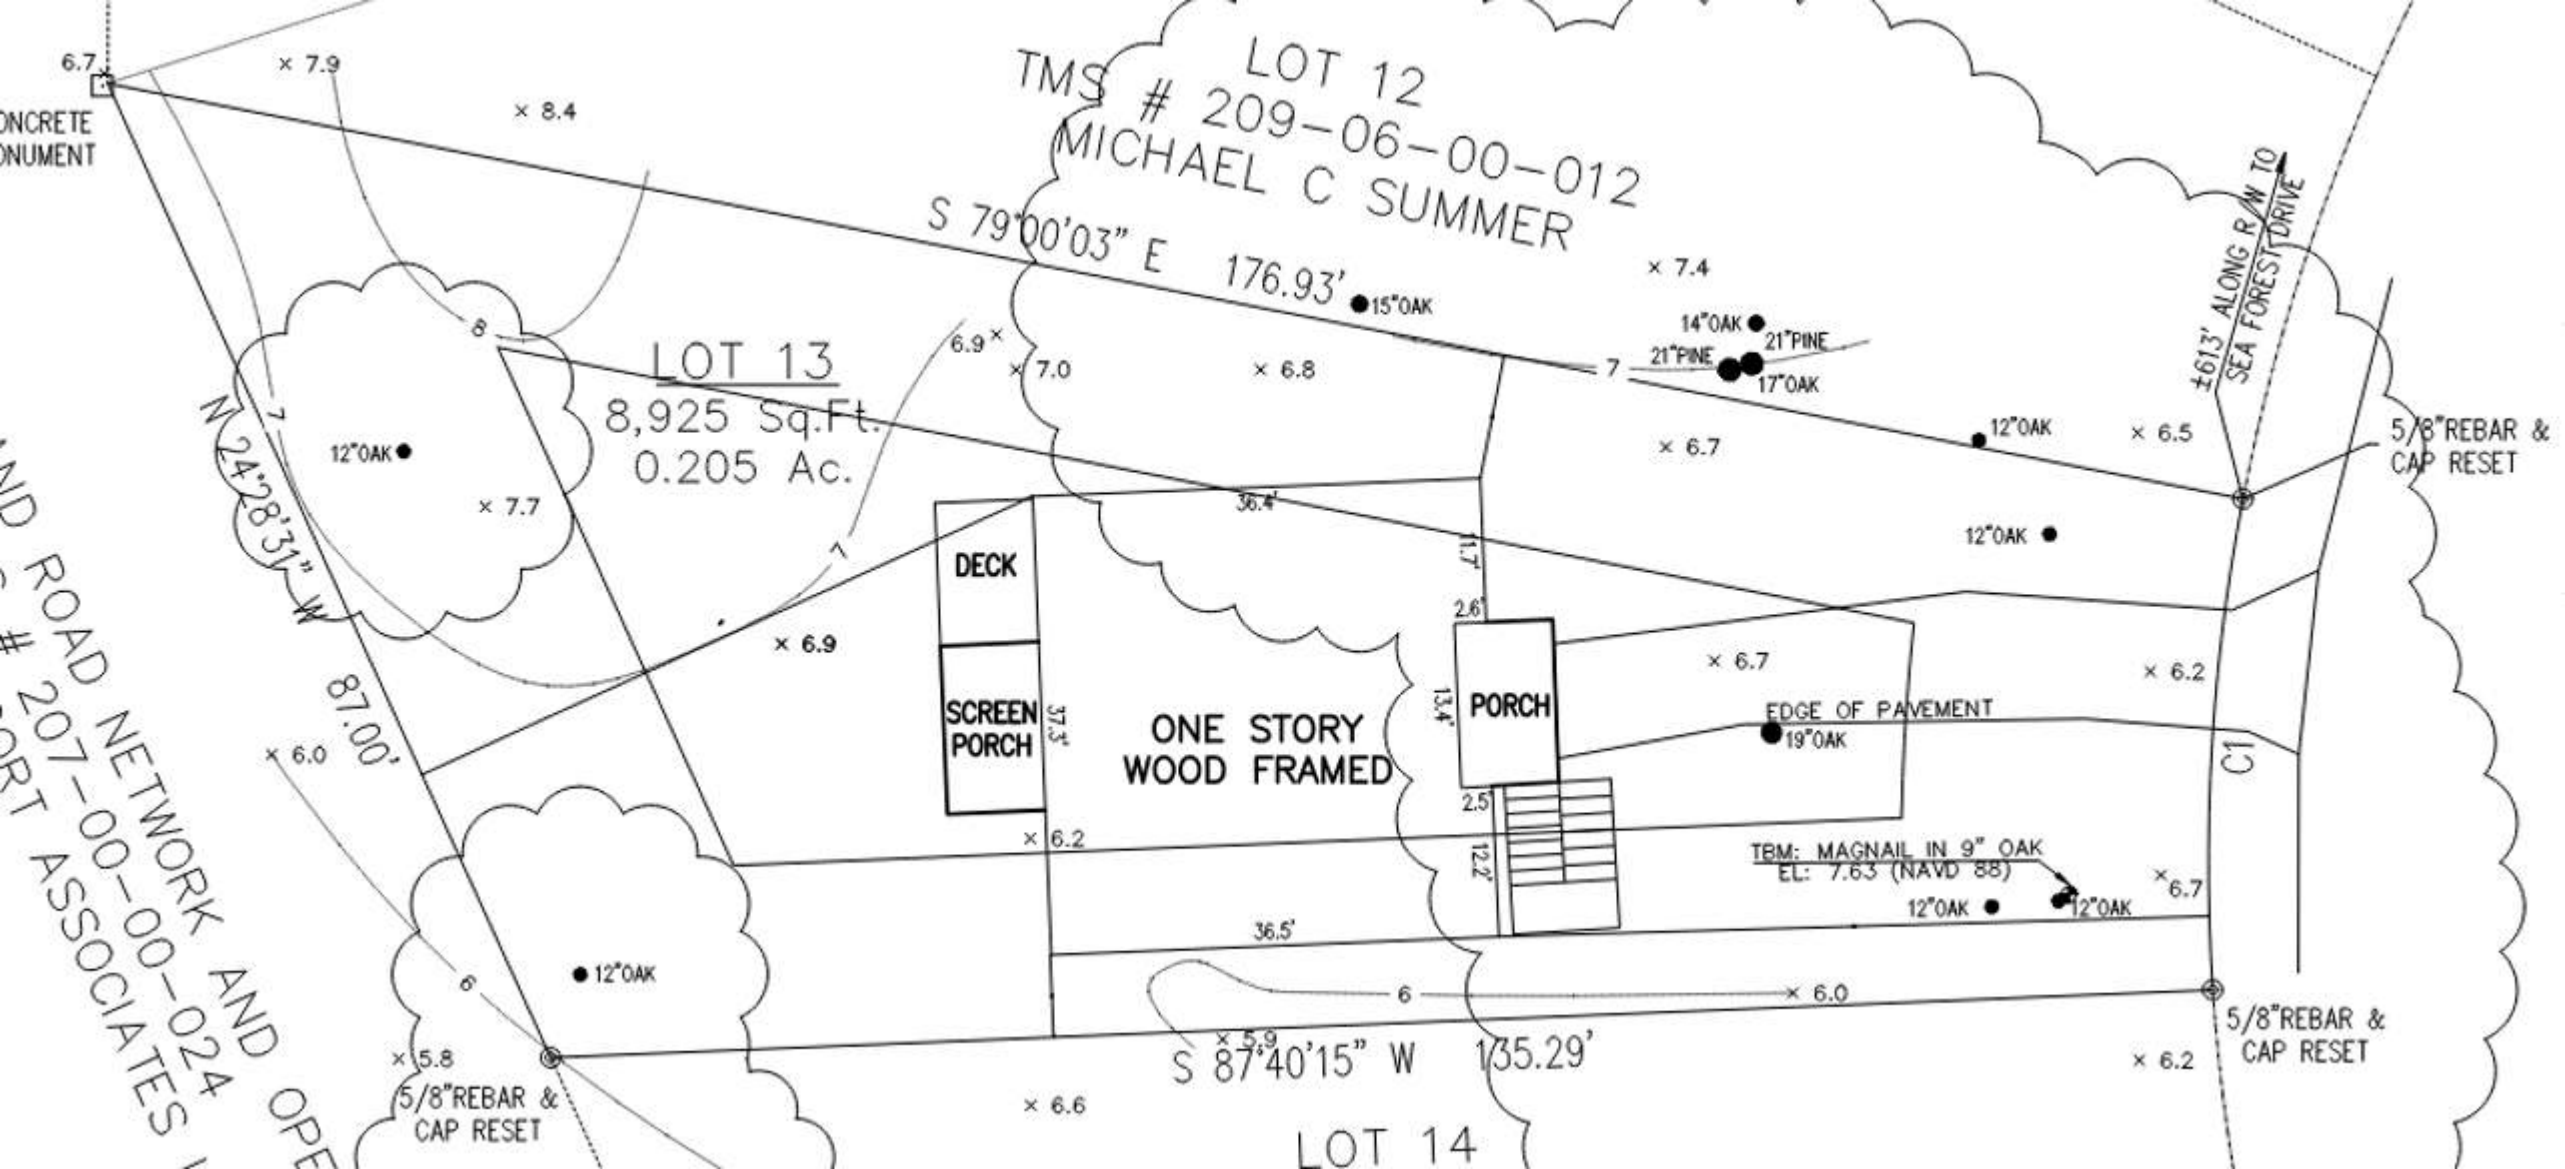 6.7
× 7.9
× 8.4
CONCRETE
MONUMENT
LOT 12
TMS # 209-06-00-012
MICHAEL C SUMMER
S 79°00'03" E 176.93'
15"OAK
× 7.4
14"OAK
21"PINE
21"PINE
17"OAK
7
±613' ALONG R/W TO
SEA FOREST DRIVE
12"OAK
× 6.5
5/8"REBAR &
CAP RESET
8
LOT 13
8,925 Sq.Ft.
0.205 Ac.
6.9 ×
× 7.0
× 6.8
× 6.7
12"OAK
7
12"OAK
× 7.7
N 24°28'31" W
87.00'
7
36.4'
11.7'
DECK
2.6'
× 6.9
SCREEN
PORCH
37.3'
ONE STORY
WOOD FRAMED
13.4'
PORCH
× 6.7
× 6.2
EDGE OF PAVEMENT
19"OAK
C1
× 6.0
2.5'
12.2'
× 6.2
TBM: MAGNAIL IN 9" OAK
EL: 7.63 (NAVD 88)
× 6.7
12"OAK
12"OAK
36.5'
12"OAK
6
6
× 6.0
× 5.9
S 87°40'15" W 135.29'
5/8"REBAR &
CAP RESET
× 5.8
5/8"REBAR &
CAP RESET
× 6.6
× 6.2
LOT 14
ROAD NETWORK AND
# 207-00-00-024
ASSOCIATES